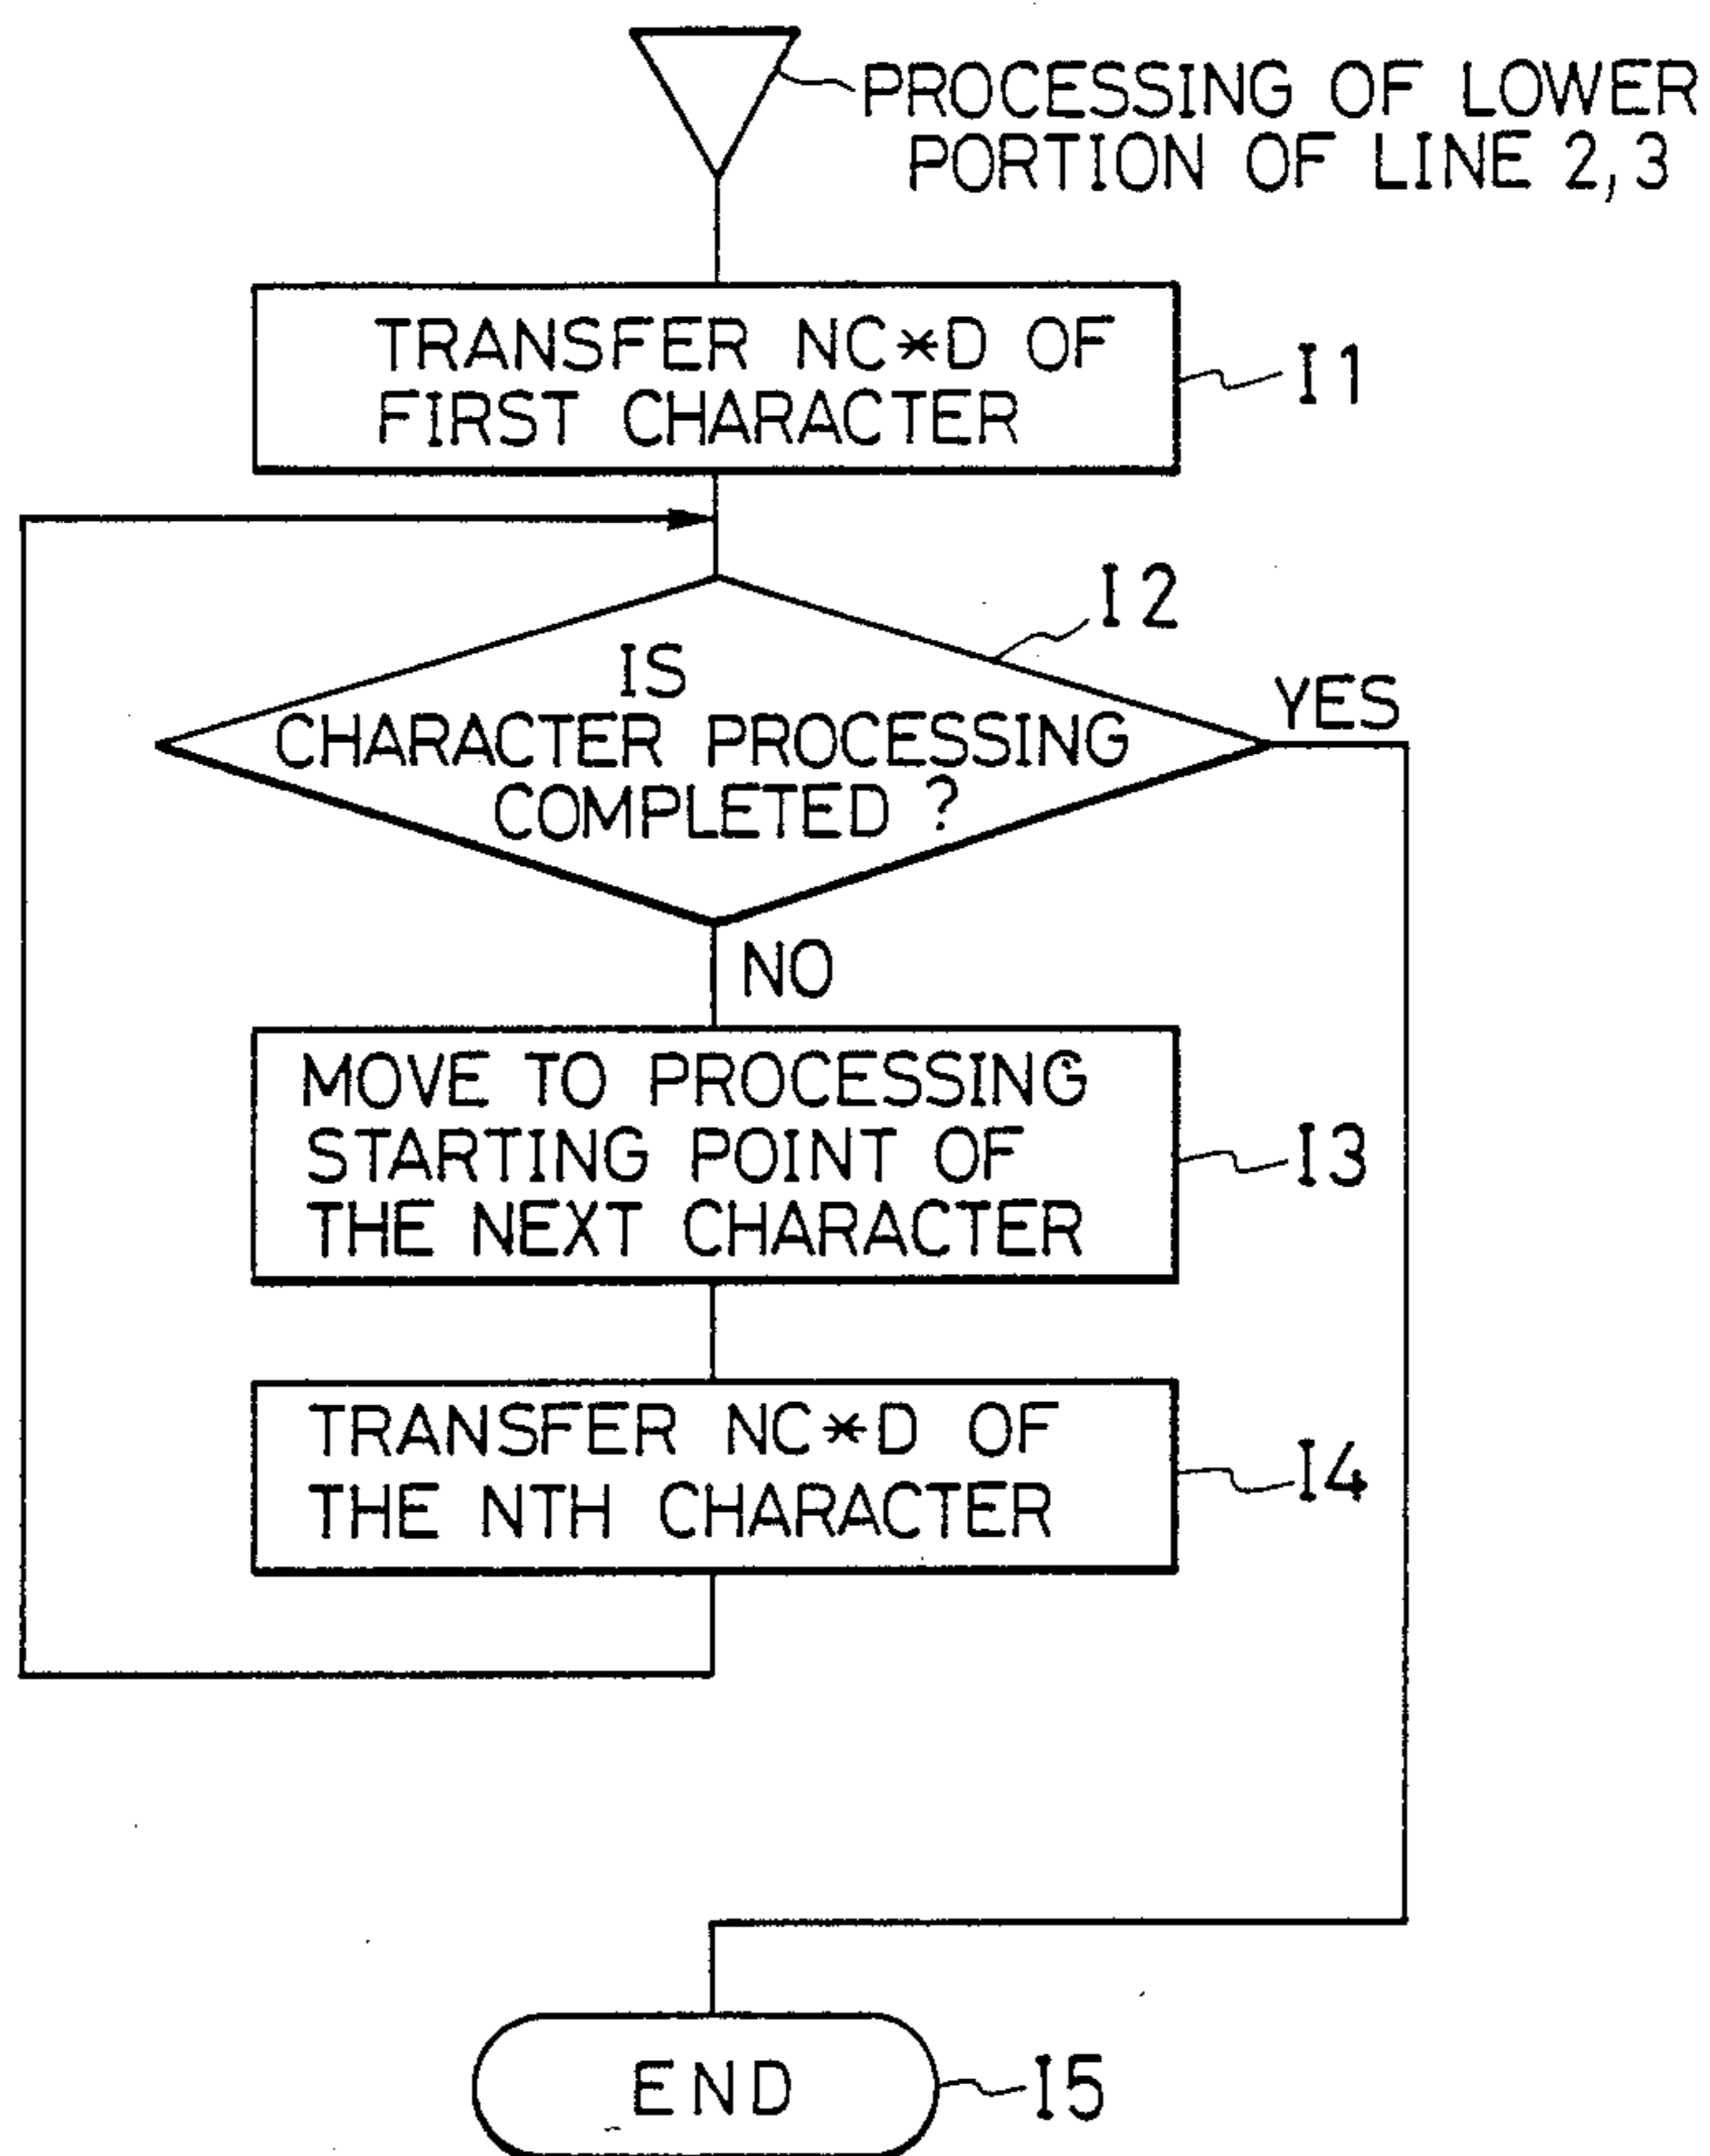 PROCESSING OF LOWER
PORTION OF LINE 2,3
TRANSFER NC*D OF
FIRST CHARACTER
I1
I2
IS
CHARACTER PROCESSING
COMPLETED ?
YES
NO
MOVE TO PROCESSING
STARTING POINT OF
THE NEXT CHARACTER
I3
TRANSFER NC*D OF
THE NTH CHARACTER
I4
END
I5